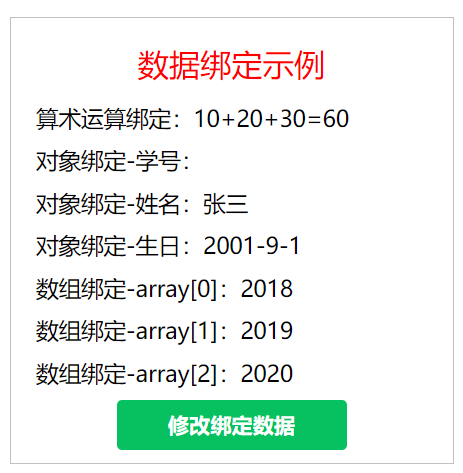 数据绑定示例
算术运算绑定：10+20+30=60
对象绑定-学号：
对象绑定-姓名：张三
对象绑定-生日：2001-9-1
数组绑定-array[0]：2018
数组绑定-array[1]：2019
数组绑定-array[2]：2020
修改绑定数据